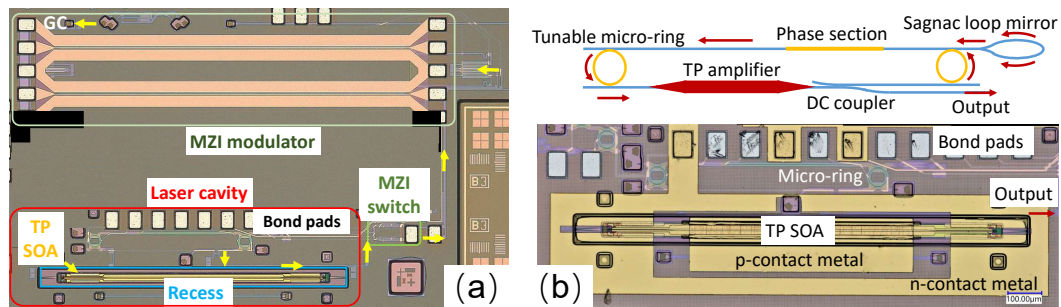 GC
MZI modulator
B3
B3
Laser cavity
MZI
switch
Bond pads
TP
SOA
Recess
(a)
Tunable micro-ring
Phase section
Sagnac loop mirror
TP amplifier
DC coupler
Output
Bond pads
Micro-ring
Output
TP SOA
p-contact metal
n-contact metal
100.00μm
(b)